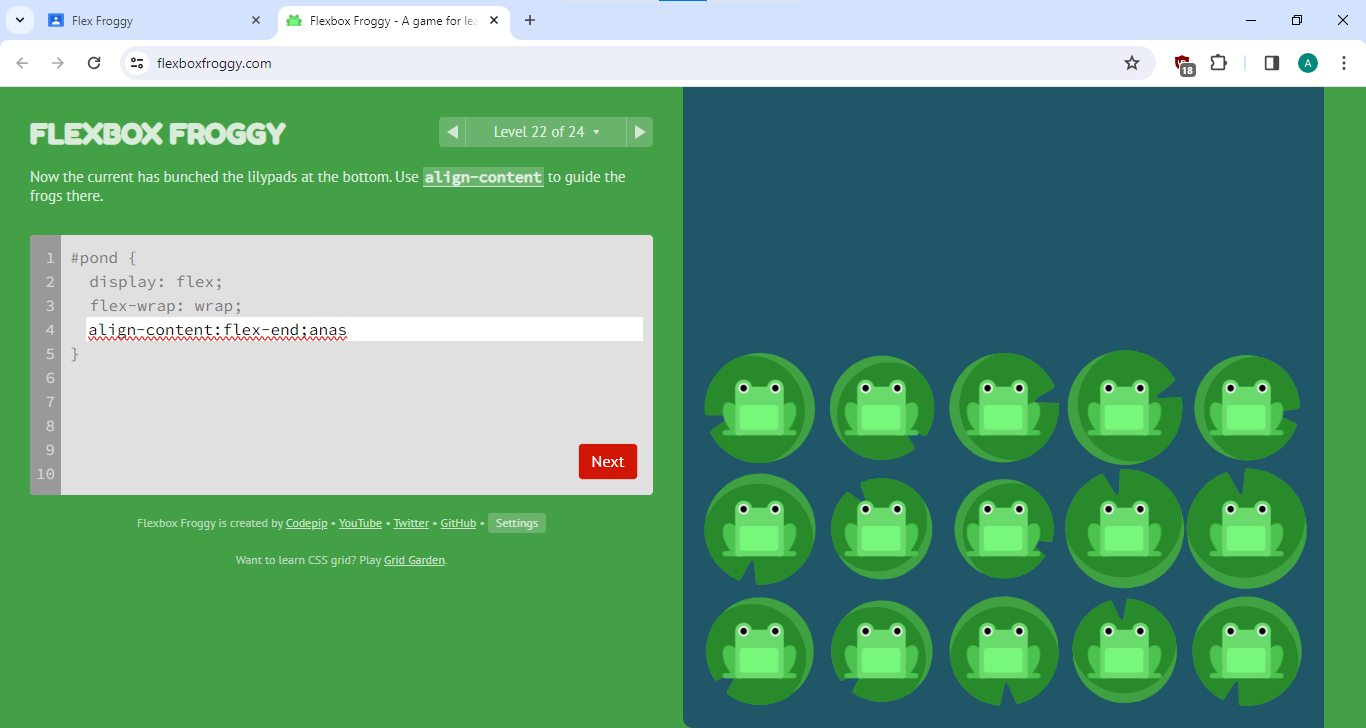 Flex Froggy
Flexbox Froggy - A game for lea
flexboxfroggy.com
18
A
FLEXBOX FROGGY
Level 22 of 24
Now the current has bunched the lilypads at the bottom. Use align-content to guide the
frogs there.
1 #pond {
2 display: flex;
3 flex-wrap: wrap;
4 align-content:flex-end;anas
5 }
6
7
8
9
10
Next
Flexbox Froggy is created by Codepip • YouTube • Twitter • GitHub • Settings
Want to learn CSS grid? Play Grid Garden.